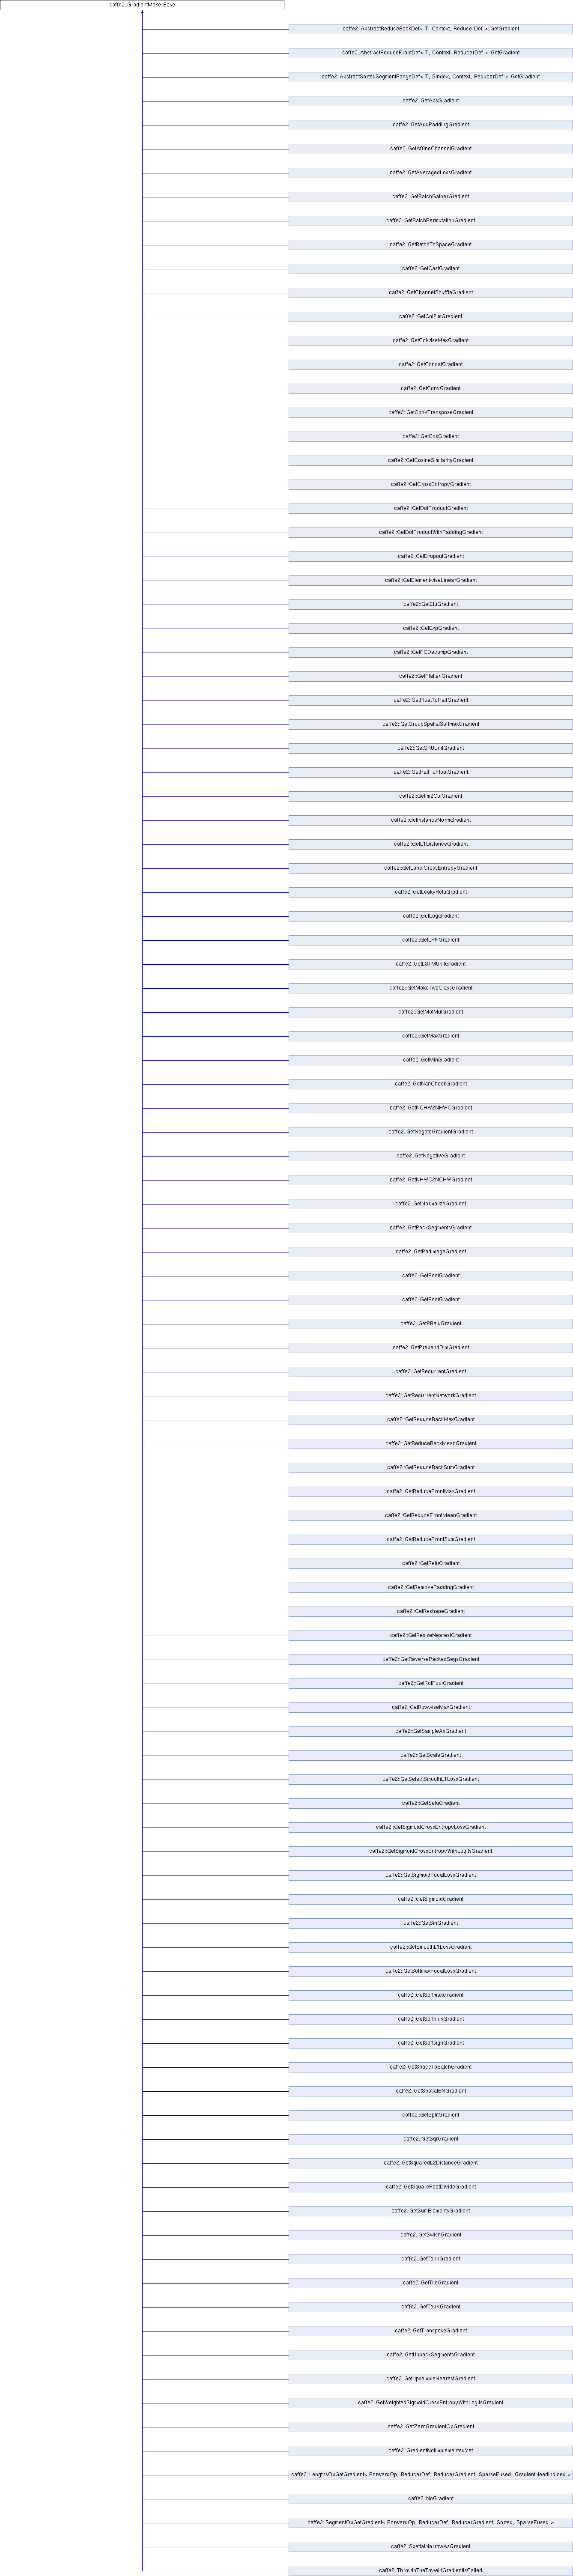 caffe2::GradientMakerBase
caffe2::AbstractReduceBackDef< T, Context, ReducerDef >::GetGradient
caffe2::AbstractReduceFrontDef< T, Context, ReducerDef >::GetGradient
caffe2::AbstractSortedSegmentRangeDef< T, SIndex, Context, ReducerDef >::GetGradient
caffe2::GetAbsGradient
caffe2::GetAddPaddingGradient
caffe2::GetAffineChannelGradient
caffe2::GetAveragedLossGradient
caffe2::GetBatchGatherGradient
caffe2::GetBatchPermutationGradient
caffe2::GetBatchToSpaceGradient
caffe2::GetCastGradient
caffe2::GetChannelShuffleGradient
caffe2::GetCol2ImGradient
caffe2::GetColwiseMaxGradient
caffe2::GetConcatGradient
caffe2::GetConvGradient
caffe2::GetConvTransposeGradient
caffe2::GetCosGradient
caffe2::GetCosineSimilarityGradient
caffe2::GetCrossEntropyGradient
caffe2::GetDotProductGradient
caffe2::GetDotProductWithPaddingGradient
caffe2::GetDropoutGradient
caffe2::GetElementwiseLinearGradient
caffe2::GetEluGradient
caffe2::GetExpGradient
caffe2::GetFCDecompGradient
caffe2::GetFlattenGradient
caffe2::GetFloatToHalfGradient
caffe2::GetGroupSpatialSoftmaxGradient
caffe2::GetGRUUnitGradient
caffe2::GetHalfToFloatGradient
caffe2::GetIm2ColGradient
caffe2::GetInstanceNormGradient
caffe2::GetL1DistanceGradient
caffe2::GetLabelCrossEntropyGradient
caffe2::GetLeakyReluGradient
caffe2::GetLogGradient
caffe2::GetLRNGradient
caffe2::GetLSTMUnitGradient
caffe2::GetMakeTwoClassGradient
caffe2::GetMatMulGradient
caffe2::GetMaxGradient
caffe2::GetMinGradient
caffe2::GetNanCheckGradient
caffe2::GetNCHW2NHWCGradient
caffe2::GetNegateGradientGradient
caffe2::GetNegativeGradient
caffe2::GetNHWC2NCHWGradient
caffe2::GetNormalizeGradient
caffe2::GetPackSegmentsGradient
caffe2::GetPadImageGradient
caffe2::GetPoolGradient
caffe2::GetPoolGradient
caffe2::GetPReluGradient
caffe2::GetPrependDimGradient
caffe2::GetRecurrentGradient
caffe2::GetRecurrentNetworkGradient
caffe2::GetReduceBackMaxGradient
caffe2::GetReduceBackMeanGradient
caffe2::GetReduceBackSumGradient
caffe2::GetReduceFrontMaxGradient
caffe2::GetReduceFrontMeanGradient
caffe2::GetReduceFrontSumGradient
caffe2::GetReluGradient
caffe2::GetRemovePaddingGradient
caffe2::GetReshapeGradient
caffe2::GetResizeNearestGradient
caffe2::GetReversePackedSegsGradient
caffe2::GetRoIPoolGradient
caffe2::GetRowwiseMaxGradient
caffe2::GetSampleAsGradient
caffe2::GetScaleGradient
caffe2::GetSelectSmoothL1LossGradient
caffe2::GetSeluGradient
caffe2::GetSigmoidCrossEntropyLossGradient
caffe2::GetSigmoidCrossEntropyWithLogitsGradient
caffe2::GetSigmoidFocalLossGradient
caffe2::GetSigmoidGradient
caffe2::GetSinGradient
caffe2::GetSmoothL1LossGradient
caffe2::GetSoftmaxFocalLossGradient
caffe2::GetSoftmaxGradient
caffe2::GetSoftplusGradient
caffe2::GetSoftsignGradient
caffe2::GetSpaceToBatchGradient
caffe2::GetSpatialBNGradient
caffe2::GetSplitGradient
caffe2::GetSqrGradient
caffe2::GetSquaredL2DistanceGradient
caffe2::GetSquareRootDivideGradient
caffe2::GetSumElementsGradient
caffe2::GetSwishGradient
caffe2::GetTanhGradient
caffe2::GetTileGradient
caffe2::GetTopKGradient
caffe2::GetTransposeGradient
caffe2::GetUnpackSegmentsGradient
caffe2::GetUpsampleNearestGradient
caffe2::GetWeightedSigmoidCrossEntropyWithLogitsGradient
caffe2::GetZeroGradientOpGradient
caffe2::GradientNotImplementedYet
caffe2::LengthsOpGetGradient< ForwardOp, ReducerDef, ReducerGradient, SparseFused, GradientNeedIndices >
caffe2::NoGradient
caffe2::SegmentOpGetGradient< ForwardOp, ReducerDef, ReducerGradient, Sorted, SparseFused >
caffe2::SpatialNarrowAsGradient
caffe2::ThrowInTheTowelIfGradientIsCalled